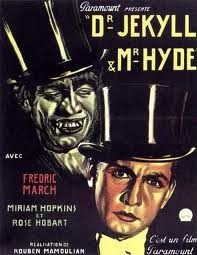 Paramount PRÉSENTE
"DR JEKYLL
& MR HYDE"
AVEC
FREDRIC
MARCH
MIRIAM HOPKINS
ET
ROSE HOBART
RÉALISATION DE
ROUBEN MAMOULIAN
C'est un film
Paramount